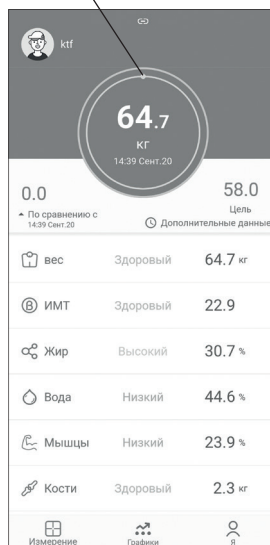 ktf
64.7
кг
14:39 Сент.20
0.0
58.0
По сравнению с
14:39 Сент.20
Цель
Дополнительные данные
вес Здоровый 64.7 кг
B ИМТ Здоровый 22.9
Жир Высокий 30.7 %
Вода Низкий 44.6 %
Мышцы Низкий 23.9 %
Кости Здоровый 2.3 кг
Измерение Графики Я